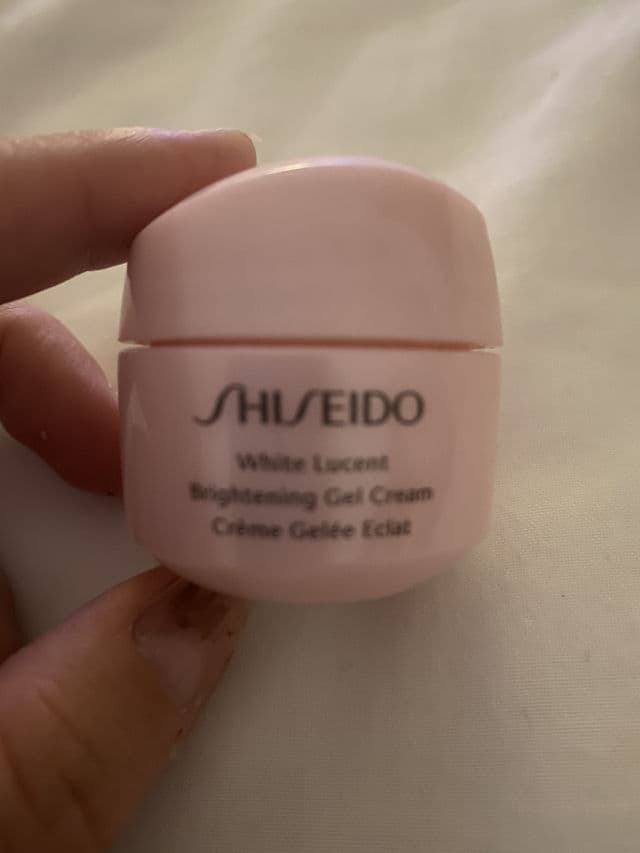 SHISEIDO
White Lucent
Brightening Gel Cream
Crème Gelée Eclat